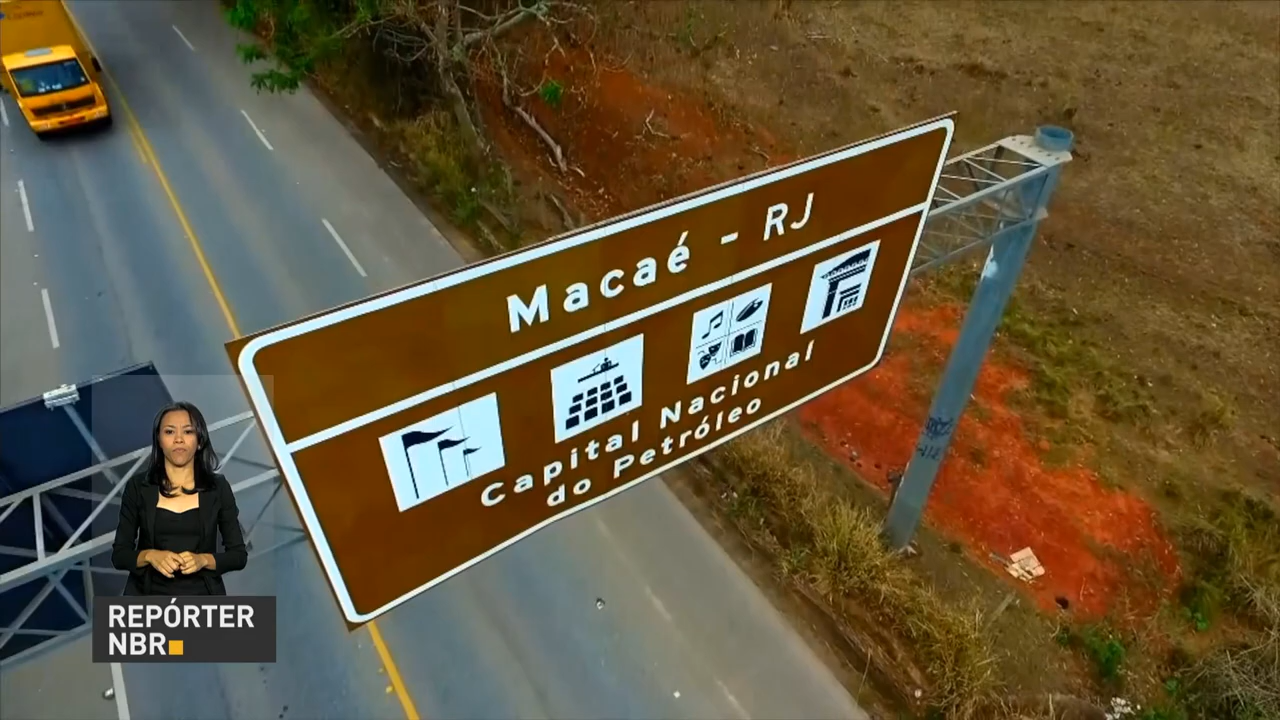 Macaé - RJ
Capital Nacional
do Petróleo
REPÓRTER
NBR